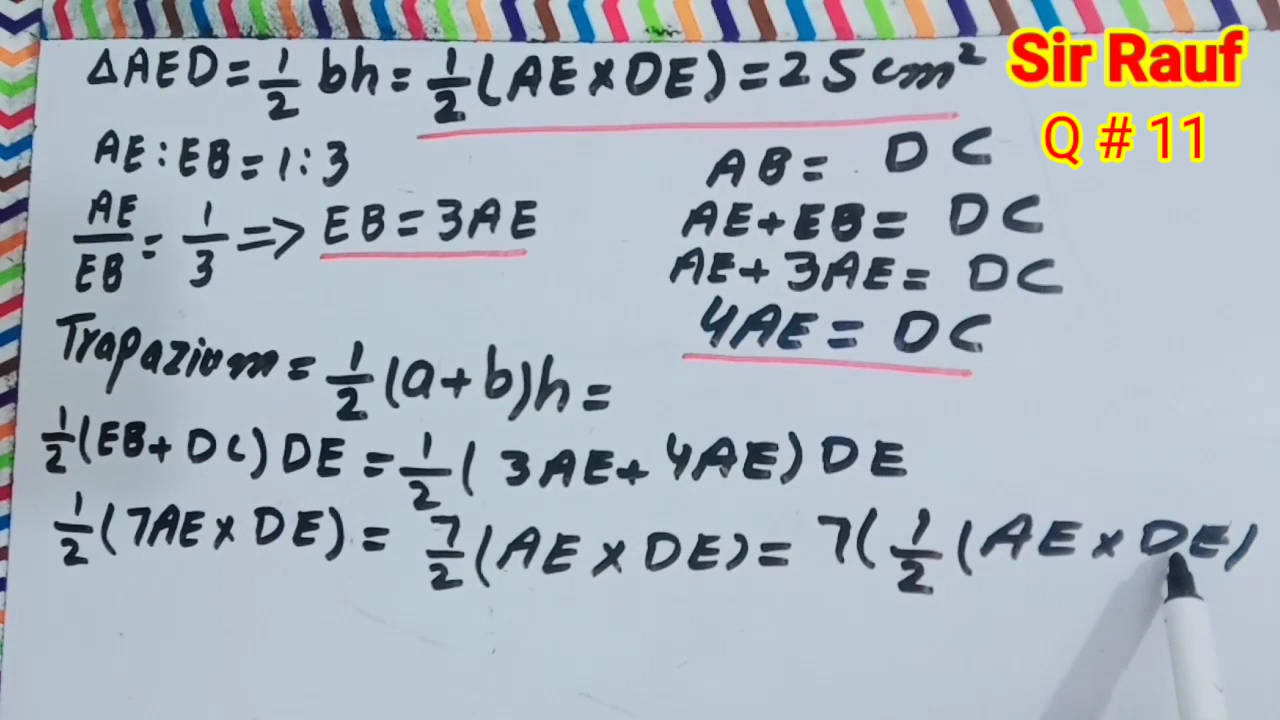 △AED = 1/2 bh = 1/2 (AE × DE) = 25 cm²
Sir Rauf
Q # 11
AE : EB = 1 : 3
AE/EB = 1/3 => EB = 3AE
AB = DC
AE + EB = DC
AE + 3AE = DC
4AE = DC
Trapazium = 1/2 (a + b)h =
1/2 (EB + DC) DE = 1/2 ( 3AE + 4AE) DE
1/2 (7AE × DE) = 7/2 (AE × DE) = 7( 1/2 (AE × DE)